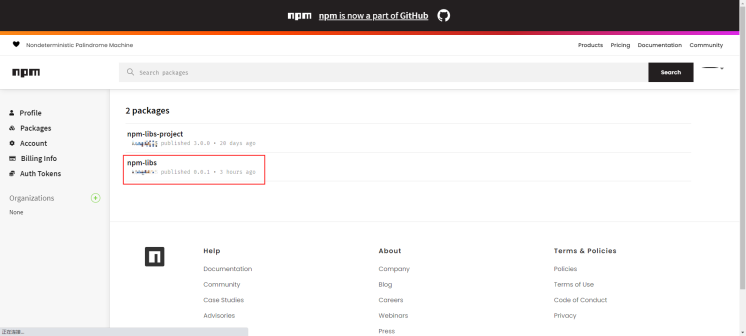 npm npm is now a part of GitHub
Nondeterministic Palindrome Machine
Products Pricing Documentation Community
npm
Search packages
Search
Profile
Packages
Account
Billing Info
Auth Tokens
Organizations
None
2 packages
npm-libs-project
published 3.0.0 • 20 days ago
npm-libs
published 0.0.1 • 3 hours ago
Help
Documentation
Community
Case Studies
Advisories
About
Company
Blog
Careers
Webinars
Press
Terms & Policies
Policies
Terms of Use
Code of Conduct
Privacy
正在连接…